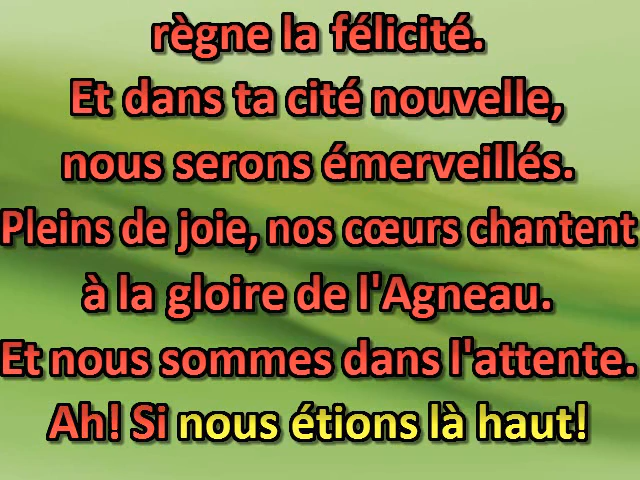 règne la félicité.
Et dans ta cité nouvelle,
nous serons émerveillés.
Pleins de joie, nos cœurs chantent
à la gloire de l'Agneau.
Et nous sommes dans l'attente.
Ah! Si nous étions là haut!